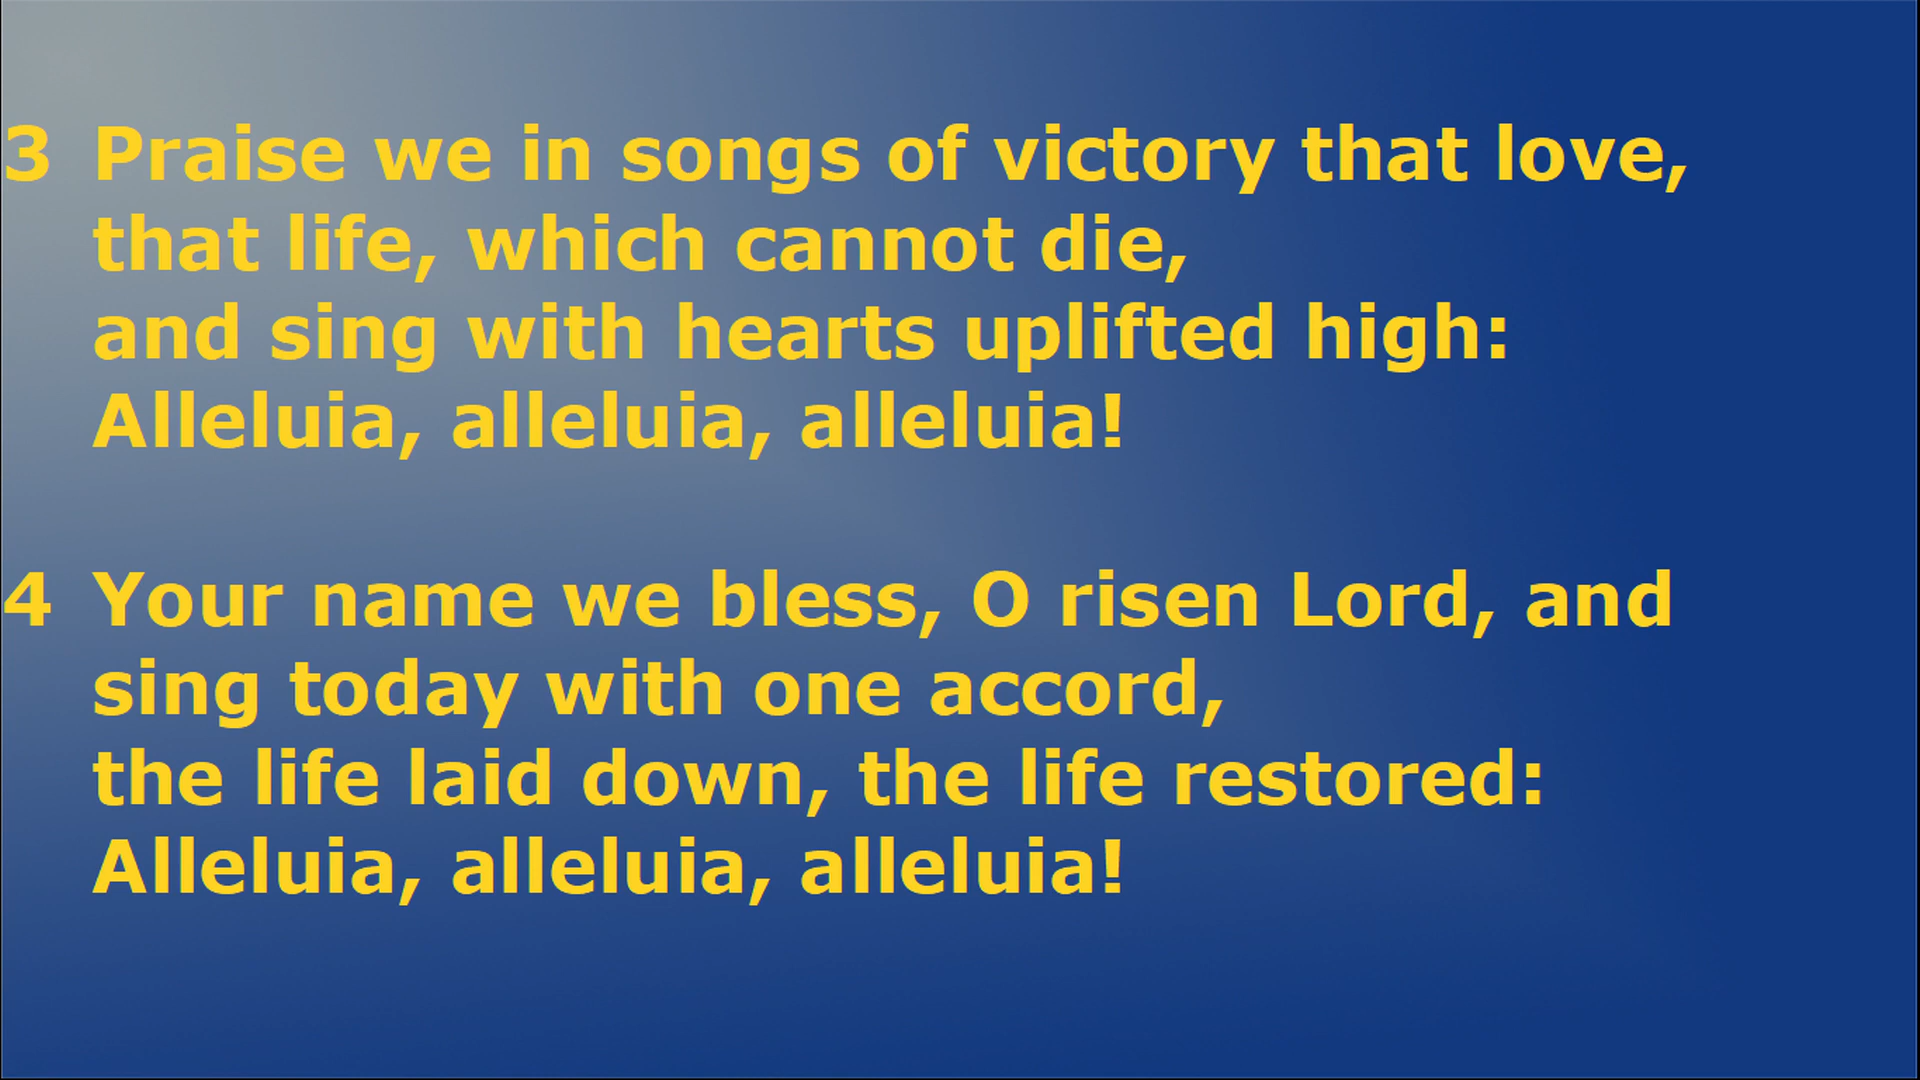 3 Praise we in songs of victory that love,
that life, which cannot die,
and sing with hearts uplifted high:
Alleluia, alleluia, alleluia!
4 Your name we bless, O risen Lord, and
sing today with one accord,
the life laid down, the life restored:
Alleluia, alleluia, alleluia!